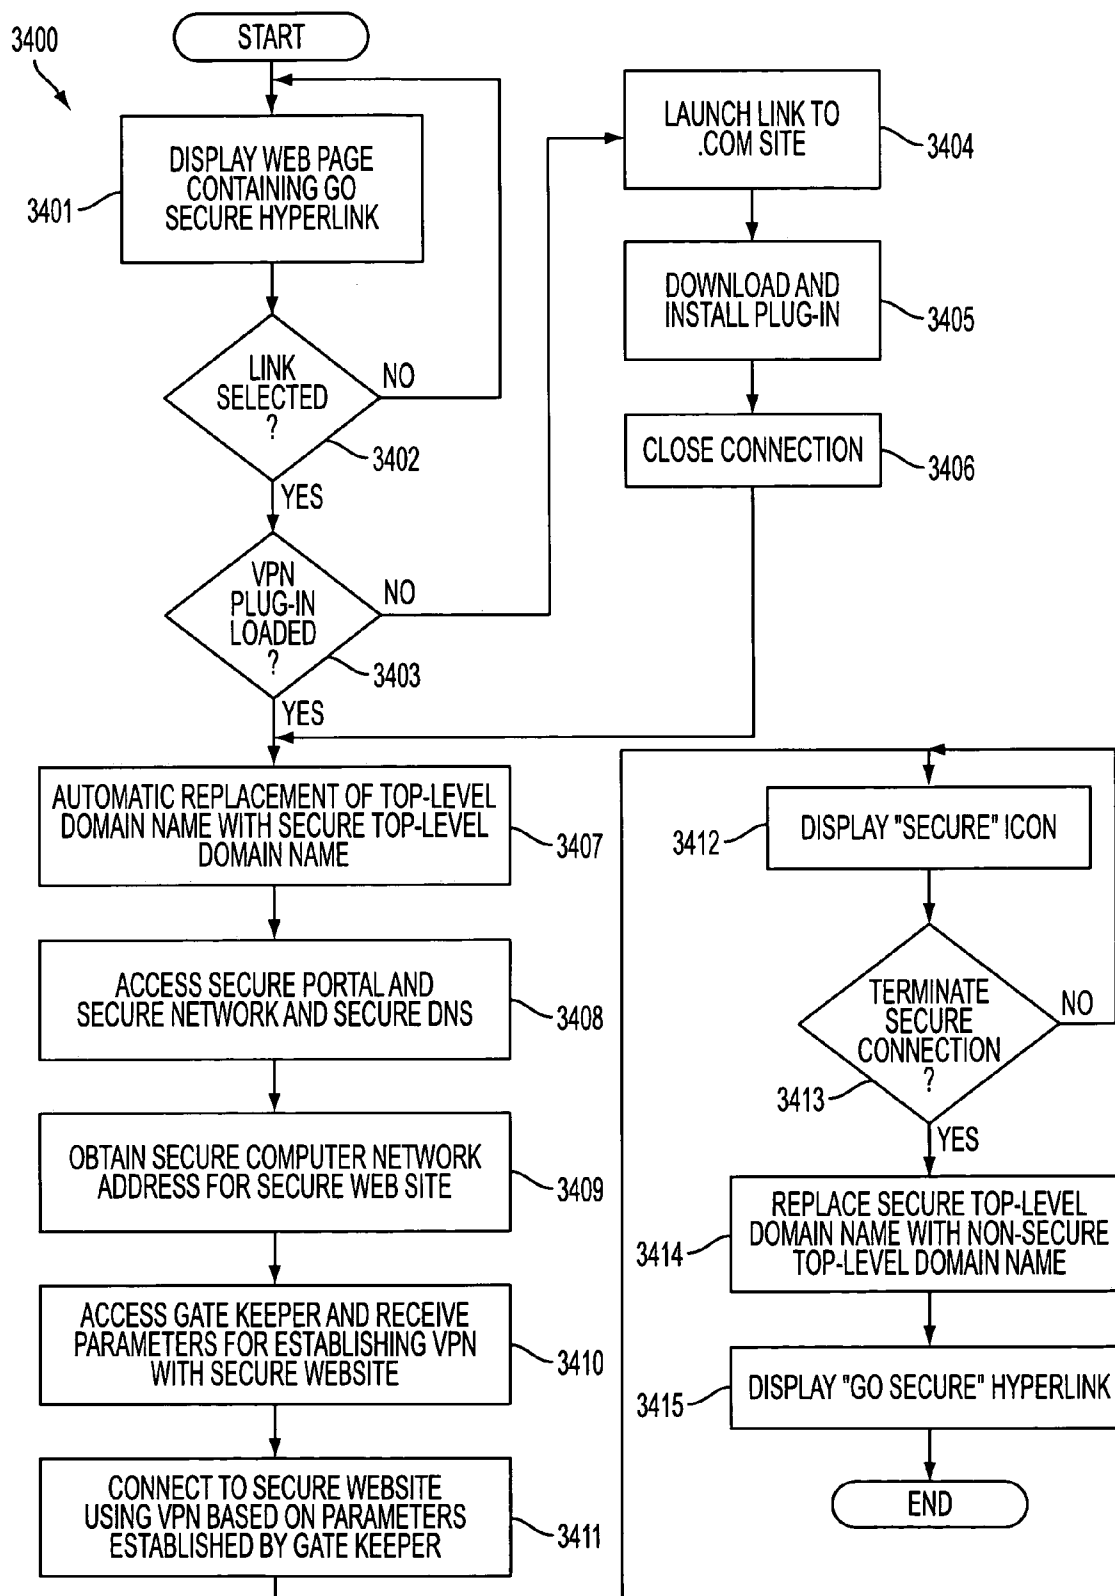 3400
START
DISPLAY WEB PAGE
CONTAINING GO
SECURE HYPERLINK
3401
LINK
SELECTED
?
NO
3402
YES
VPN
PLUG-IN
LOADED
?
NO
3403
YES
LAUNCH LINK TO
.COM SITE
3404
DOWNLOAD AND
INSTALL PLUG-IN
3405
CLOSE CONNECTION
3406
AUTOMATIC REPLACEMENT OF TOP-LEVEL
DOMAIN NAME WITH SECURE TOP-LEVEL
DOMAIN NAME
3407
ACCESS SECURE PORTAL AND
SECURE NETWORK AND SECURE DNS
3408
OBTAIN SECURE COMPUTER NETWORK
ADDRESS FOR SECURE WEB SITE
3409
ACCESS GATE KEEPER AND RECEIVE
PARAMETERS FOR ESTABLISHING VPN
WITH SECURE WEBSITE
3410
CONNECT TO SECURE WEBSITE
USING VPN BASED ON PARAMETERS
ESTABLISHED BY GATE KEEPER
3411
DISPLAY "SECURE" ICON
3412
TERMINATE
SECURE
CONNECTION
?
NO
3413
YES
REPLACE SECURE TOP-LEVEL
DOMAIN NAME WITH NON-SECURE
TOP-LEVEL DOMAIN NAME
3414
DISPLAY "GO SECURE" HYPERLINK
3415
END